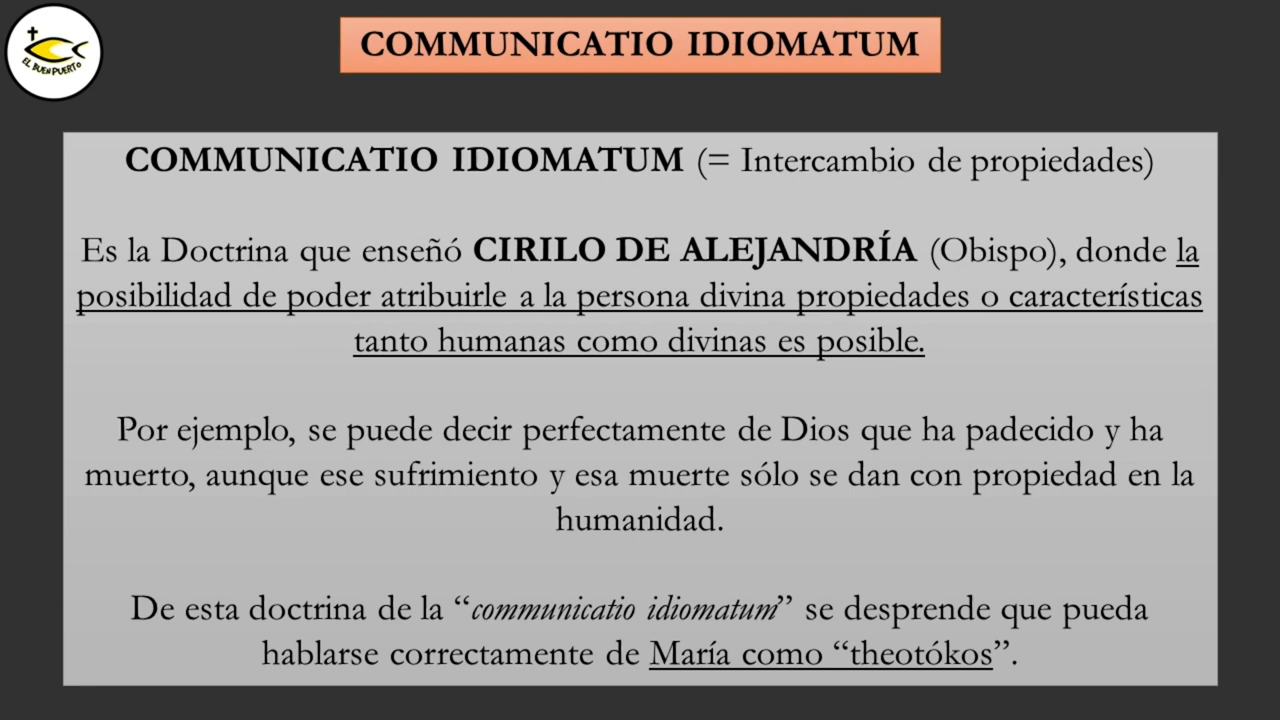 EL BUEN PUERTO
COMMUNICATIO IDIOMATUM
COMMUNICATIO IDIOMATUM (= Intercambio de propiedades)
Es la Doctrina que enseñó CIRILO DE ALEJANDRÍA (Obispo), donde la
posibilidad de poder atribuirle a la persona divina propiedades o características
tanto humanas como divinas es posible.
Por ejemplo, se puede decir perfectamente de Dios que ha padecido y ha
muerto, aunque ese sufrimiento y esa muerte sólo se dan con propiedad en la
humanidad.
De esta doctrina de la “communicatio idiomatum” se desprende que pueda
hablarse correctamente de María como “theotókos”.